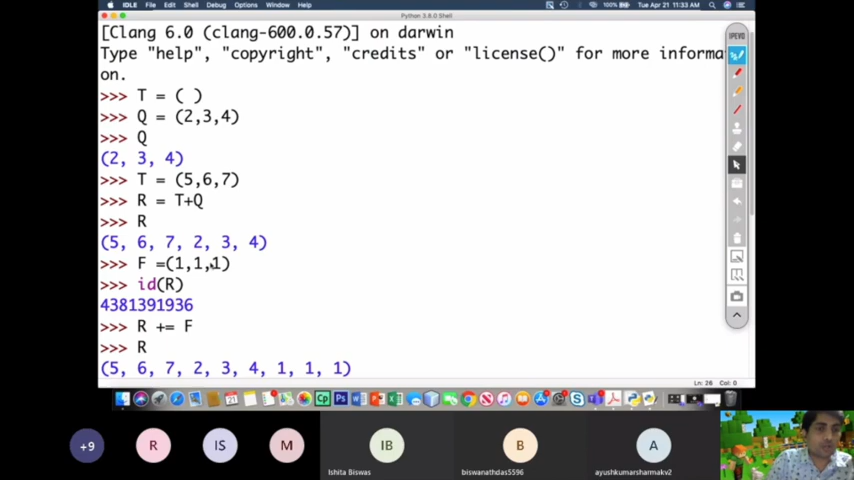 IDLE File Edit Shell Debug Options Window Help
100% Tue Apr 21 11:33 AM
Python 3.8.0 Shell
[Clang 6.0 (clang-600.0.57)] on darwin
Type "help", "copyright", "credits" or "license()" for more informa
on.
>>> T = ( )
>>> Q = (2,3,4)
>>> Q
(2, 3, 4)
>>> T = (5,6,7)
>>> R = T+Q
>>> R
(5, 6, 7, 2, 3, 4)
>>> F =(1,1,1)
>>> id(R)
4381391936
>>> R += F
>>> R
(5, 6, 7, 2, 3, 4, 1, 1, 1)
Ln: 26 Col: 0
IPEVO
Cp
Ps
+9
R
IS
M
IB
B
A
Ishita Biswas
biswanathdas5596
ayushkumarsharmakv2